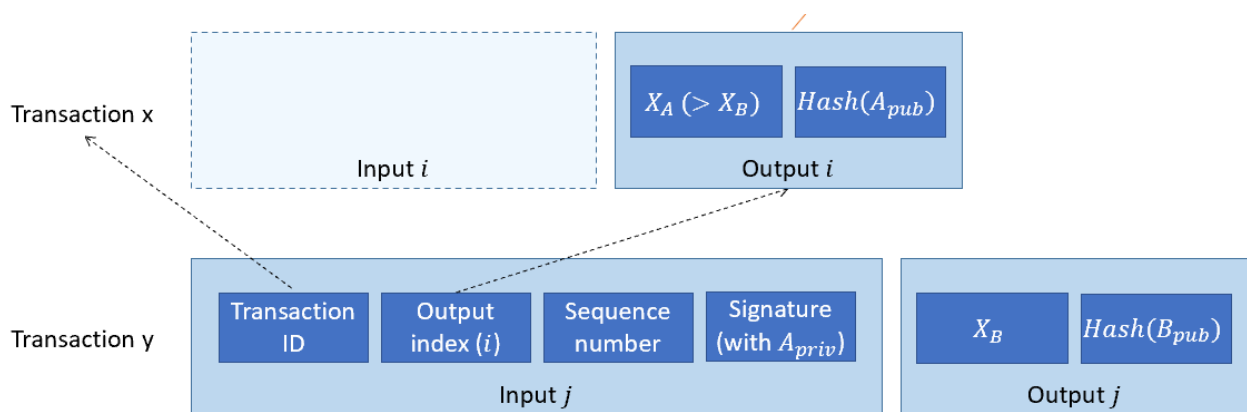 Transaction x
Input i
X_A (> X_B)
Hash(A_pub)
Output i
Transaction y
Transaction
ID
Output
index (i)
Sequence
number
Signature
(with A_priv)
Input j
X_B
Hash(B_pub)
Output j